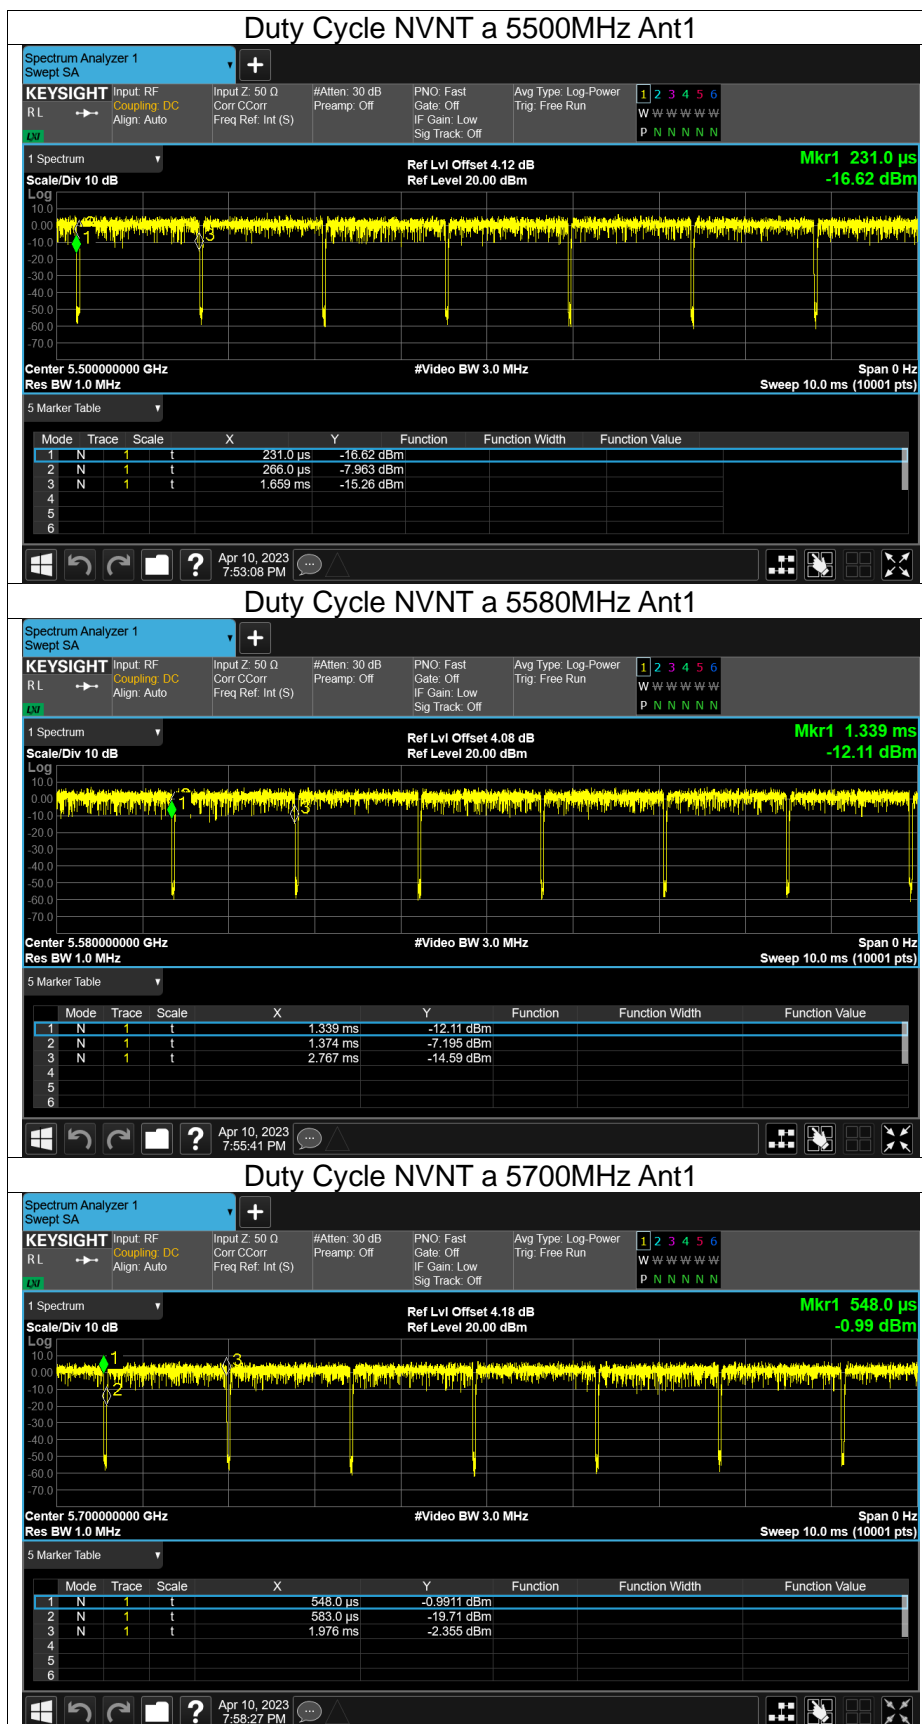 Duty Cycle NVNT a 5500MHz Ant1
Spectrum Analyzer 1
Swept SA
KEYSIGHT Input: RF Input Z: 50 Ω #Atten: 30 dB PNO: Fast Avg Type: Log-Power 1 2 3 4 5 6
R L Coupling: DC Corr CCorr Preamp: Off Gate: Off Trig: Free Run W W W W W W
Align: Auto Freq Ref: Int (S) IF Gain: Low
LXI Sig Track: Off P N N N N N
1 Spectrum Ref Lvl Offset 4.12 dB Mkr1 231.0 µs
Scale/Div 10 dB Ref Level 20.00 dBm -16.62 dBm
Log
10.0
0.00
-10.0 1 3
-20.0
-30.0
-40.0
-50.0
-60.0
-70.0
Center 5.500000000 GHz #Video BW 3.0 MHz Span 0 Hz
Res BW 1.0 MHz Sweep 10.0 ms (10001 pts)
5 Marker Table
Mode Trace Scale X Y Function Function Width Function Value
1 N 1 t 231.0 µs -16.62 dBm
2 N 1 t 266.0 µs -7.963 dBm
3 N 1 t 1.659 ms -15.26 dBm
4
5
6
? Apr 10, 2023
7:53:08 PM
Duty Cycle NVNT a 5580MHz Ant1
Spectrum Analyzer 1
Swept SA
KEYSIGHT Input: RF Input Z: 50 Ω #Atten: 30 dB PNO: Fast Avg Type: Log-Power 1 2 3 4 5 6
R L Coupling: DC Corr CCorr Preamp: Off Gate: Off Trig: Free Run W W W W W W
Align: Auto Freq Ref: Int (S) IF Gain: Low
LXI Sig Track: Off P N N N N N
1 Spectrum Ref Lvl Offset 4.08 dB Mkr1 1.339 ms
Scale/Div 10 dB Ref Level 20.00 dBm -12.11 dBm
Log
10.0
0.00 1 3
-10.0
-20.0
-30.0
-40.0
-50.0
-60.0
-70.0
Center 5.580000000 GHz #Video BW 3.0 MHz Span 0 Hz
Res BW 1.0 MHz Sweep 10.0 ms (10001 pts)
5 Marker Table
Mode Trace Scale X Y Function Function Width Function Value
1 N 1 t 1.339 ms -12.11 dBm
2 N 1 t 1.374 ms -7.195 dBm
3 N 1 t 2.767 ms -14.59 dBm
4
5
6
? Apr 10, 2023
7:55:41 PM
Duty Cycle NVNT a 5700MHz Ant1
Spectrum Analyzer 1
Swept SA
KEYSIGHT Input: RF Input Z: 50 Ω #Atten: 30 dB PNO: Fast Avg Type: Log-Power 1 2 3 4 5 6
R L Coupling: DC Corr CCorr Preamp: Off Gate: Off Trig: Free Run W W W W W W
Align: Auto Freq Ref: Int (S) IF Gain: Low
LXI Sig Track: Off P N N N N N
1 Spectrum Ref Lvl Offset 4.18 dB Mkr1 548.0 µs
Scale/Div 10 dB Ref Level 20.00 dBm -0.99 dBm
Log
10.0 1 3
0.00
-10.0 2
-20.0
-30.0
-40.0
-50.0
-60.0
-70.0
Center 5.700000000 GHz #Video BW 3.0 MHz Span 0 Hz
Res BW 1.0 MHz Sweep 10.0 ms (10001 pts)
5 Marker Table
Mode Trace Scale X Y Function Function Width Function Value
1 N 1 t 548.0 µs -0.9911 dBm
2 N 1 t 583.0 µs -19.71 dBm
3 N 1 t 1.976 ms -2.355 dBm
4
5
6
? Apr 10, 2023
7:58:27 PM